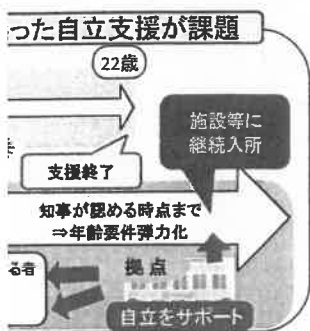 った自立支援が課題
22歳
施設等に
継続入所
支援終了
知事が認める時点まで
⇒年齢要件弾力化
る者
拠点
自立をサポート